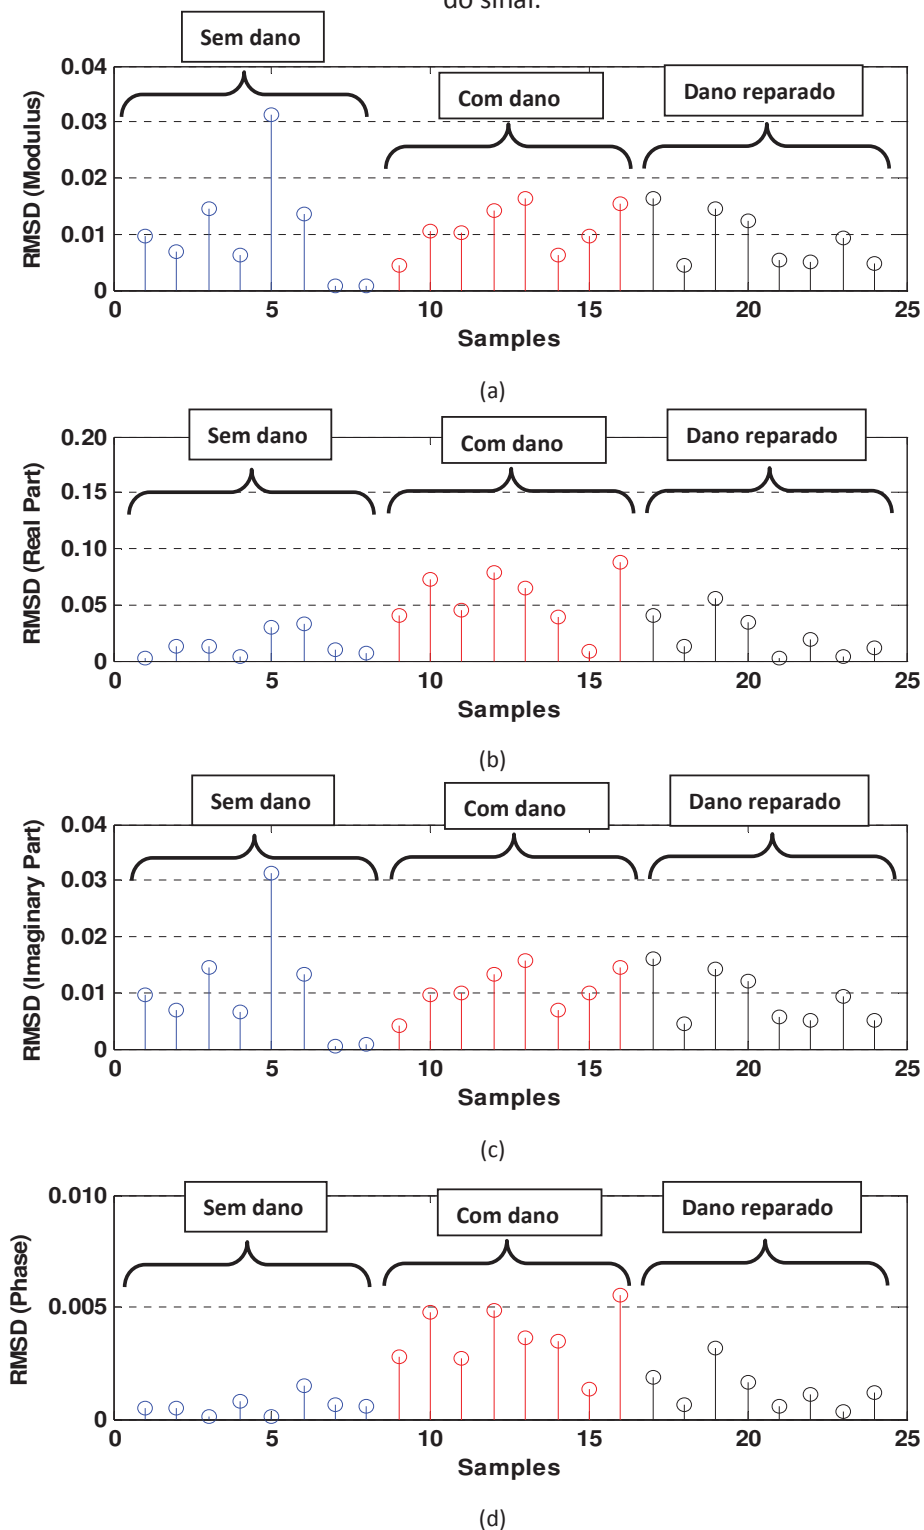 do sinal.
Sem dano
Com dano
Dano reparado
RMSD (Modulus)
0.04
0.03
0.02
0.01
0
0 5 10 15 20 25
Samples
(a)
Sem dano
Com dano
Dano reparado
RMSD (Real Part)
0.20
0.15
0.10
0.05
0
0 5 10 15 20 25
Samples
(b)
Sem dano
Com dano
Dano reparado
RMSD (Imaginary Part)
0.04
0.03
0.02
0.01
0
0 5 10 15 20 25
Samples
(c)
Sem dano
Com dano
Dano reparado
RMSD (Phase)
0.010
0.005
0
0 5 10 15 20 25
Samples
(d)